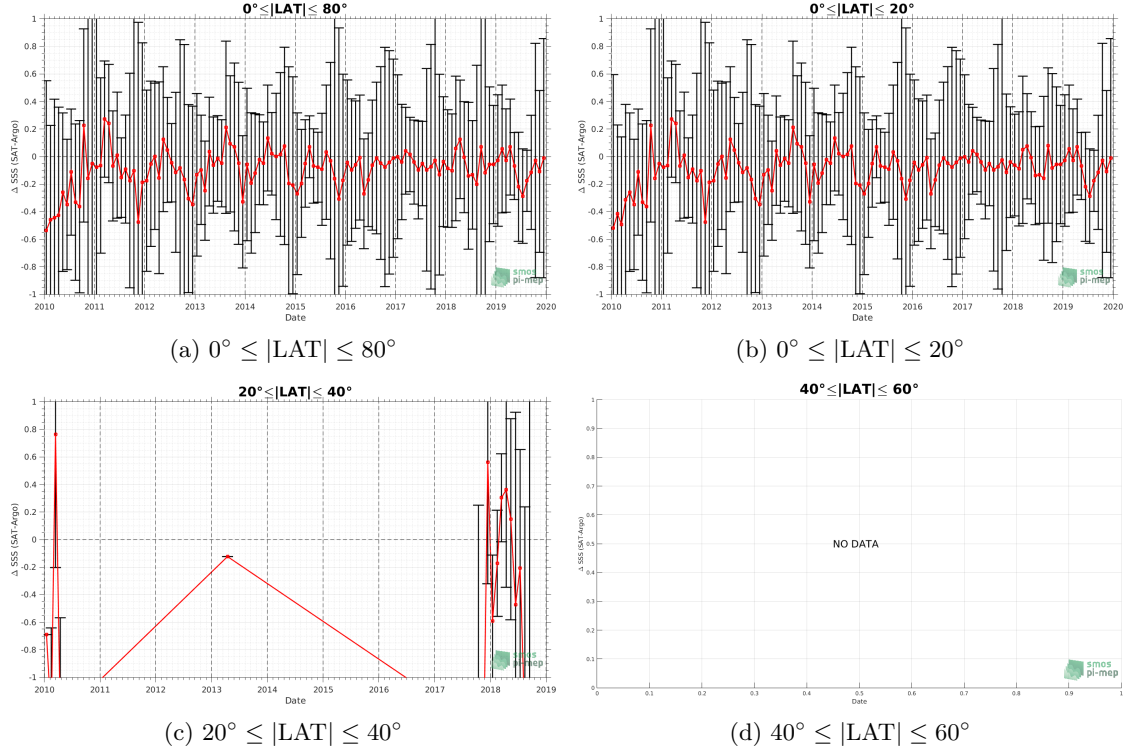 0°≤|LAT|≤ 80°
1
0.8
0.6
0.4
0.2
0
-0.2
-0.4
-0.6
-0.8
-1
Δ SSS (SAT-Argo)
2010 2011 2012 2013 2014 2015 2016 2017 2018 2019 2020
Date
smos
pi-mep
(a) 0° ≤ |LAT| ≤ 80°
0°≤|LAT|≤ 20°
1
0.8
0.6
0.4
0.2
0
-0.2
-0.4
-0.6
-0.8
-1
Δ SSS (SAT-Argo)
2010 2011 2012 2013 2014 2015 2016 2017 2018 2019 2020
Date
smos
pi-mep
(b) 0° ≤ |LAT| ≤ 20°
20°≤|LAT|≤ 40°
1
0.8
0.6
0.4
0.2
0
-0.2
-0.4
-0.6
-0.8
-1
Δ SSS (SAT-Argo)
2010 2011 2012 2013 2014 2015 2016 2017 2018 2019
Date
smos
pi-mep
(c) 20° ≤ |LAT| ≤ 40°
40°≤|LAT|≤ 60°
1
0.9
0.8
0.7
0.6
0.5
0.4
0.3
0.2
0.1
0
Δ SSS (SAT-Argo)
NO DATA
0 0.1 0.2 0.3 0.4 0.5 0.6 0.7 0.8 0.9 1
Date
smos
pi-mep
(d) 40° ≤ |LAT| ≤ 60°